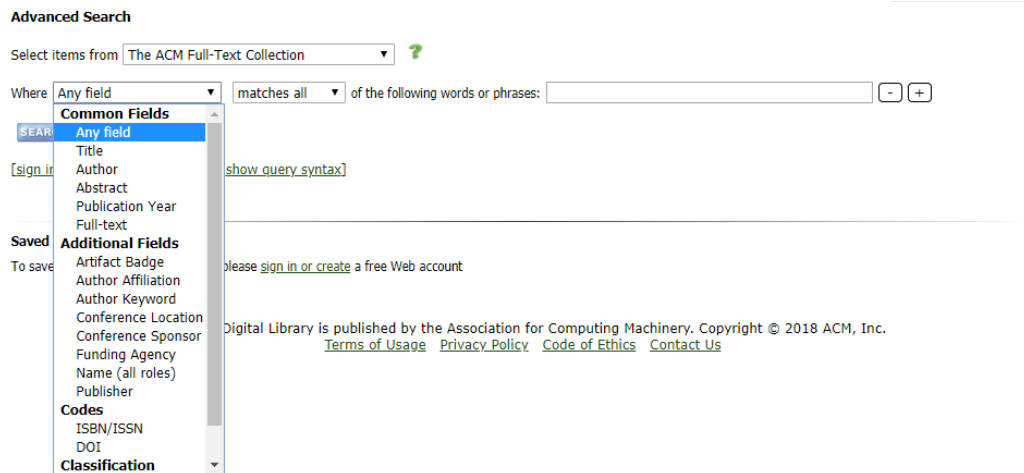 Advanced Search
Select items from The ACM Full-Text Collection ?
Where Any field matches all of the following words or phrases: - +
Common Fields
SEAR Any field
Title
[sign in Author show query syntax]
Abstract
Publication Year
Full-text
Saved Additional Fields
To save Artifact Badge please sign in or create a free Web account
Author Affiliation
Author Keyword
Conference Location Digital Library is published by the Association for Computing Machinery. Copyright © 2018 ACM, Inc.
Conference Sponsor Terms of Usage Privacy Policy Code of Ethics Contact Us
Funding Agency
Name (all roles)
Publisher
Codes
ISBN/ISSN
DOI
Classification